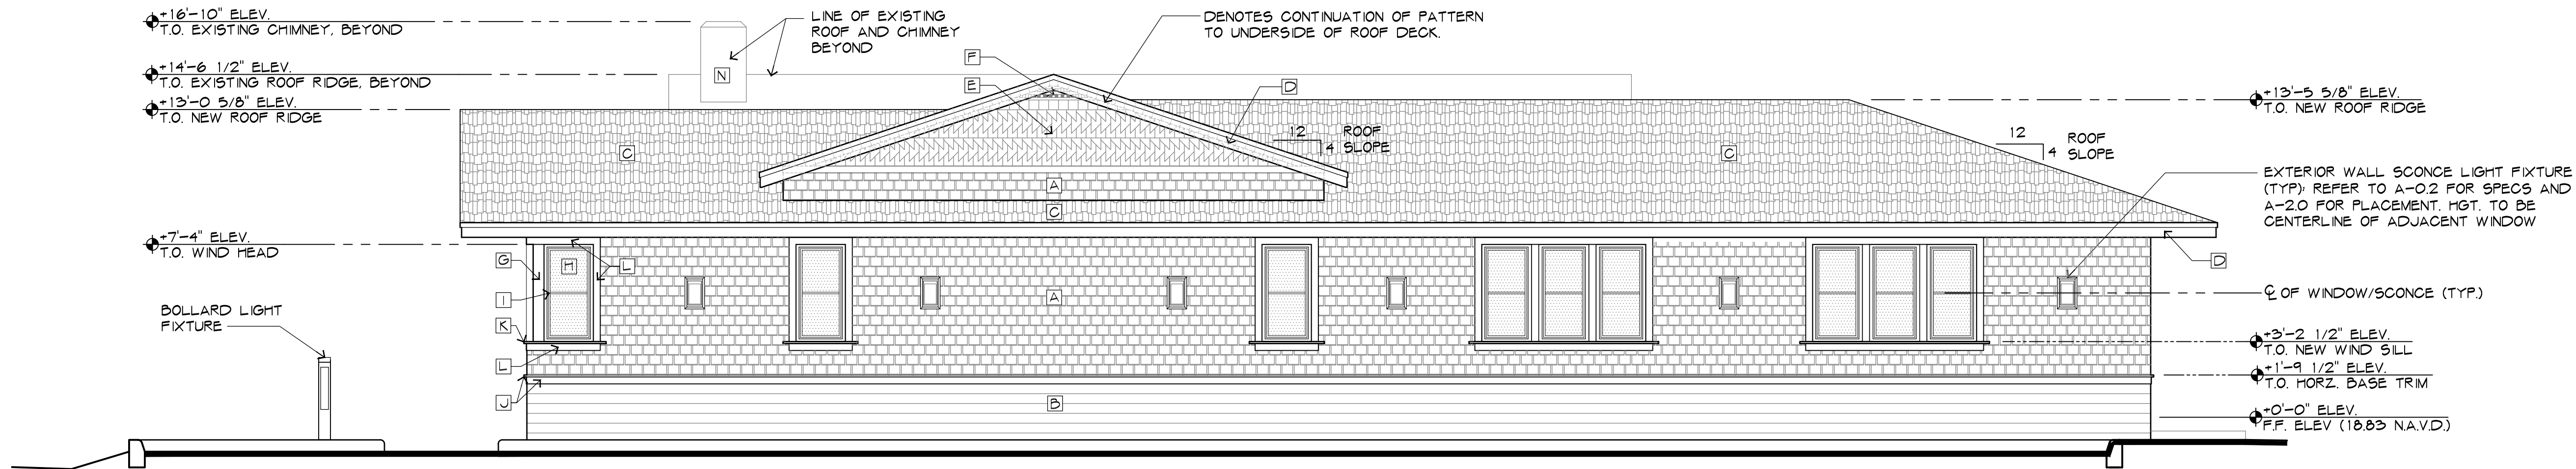 +16'-10" ELEV.
T.O. EXISTING CHIMNEY, BEYOND
+14'-6 1/2" ELEV.
T.O. EXISTING ROOF RIDGE, BEYOND
+13'-0 5/8" ELEV.
T.O. NEW ROOF RIDGE
+7'-4" ELEV.
T.O. WIND HEAD
BOLLARD LIGHT
FIXTURE
N
LINE OF EXISTING
ROOF AND CHIMNEY
BEYOND
F
E
DENOTES CONTINUATION OF PATTERN
TO UNDERSIDE OF ROOF DECK.
D
12
4
ROOF
SLOPE
C
A
C
C
12
4
ROOF
SLOPE
G
H
L
I
K
L
J
A
B
D
+13'-5 5/8" ELEV.
T.O. NEW ROOF RIDGE
EXTERIOR WALL SCONCE LIGHT FIXTURE
(TYP); REFER TO A-0.2 FOR SPECS AND
A-2.0 FOR PLACEMENT. HGT. TO BE
CENTERLINE OF ADJACENT WINDOW
℄ OF WINDOW/SCONCE (TYP.)
+3'-2 1/2" ELEV.
T.O. NEW WIND SILL
+1'-9 1/2" ELEV.
T.O. HORZ. BASE TRIM
+0'-0" ELEV.
F.F. ELEV (18.83 N.A.V.D.)